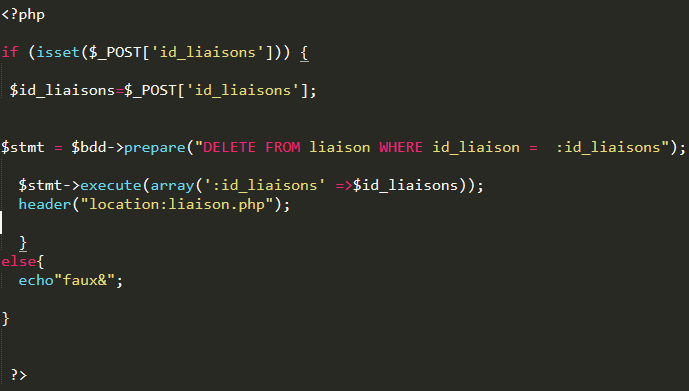 <?php
if (isset($_POST['id_liaisons'])) {
$id_liaisons=$_POST['id_liaisons'];
$stmt = $bdd->prepare("DELETE FROM liaison WHERE id_liaison =  :id_liaisons");
$stmt->execute(array(':id_liaisons' =>$id_liaisons));
header("location:liaison.php");
}
else{
echo"faux&";
}
?>